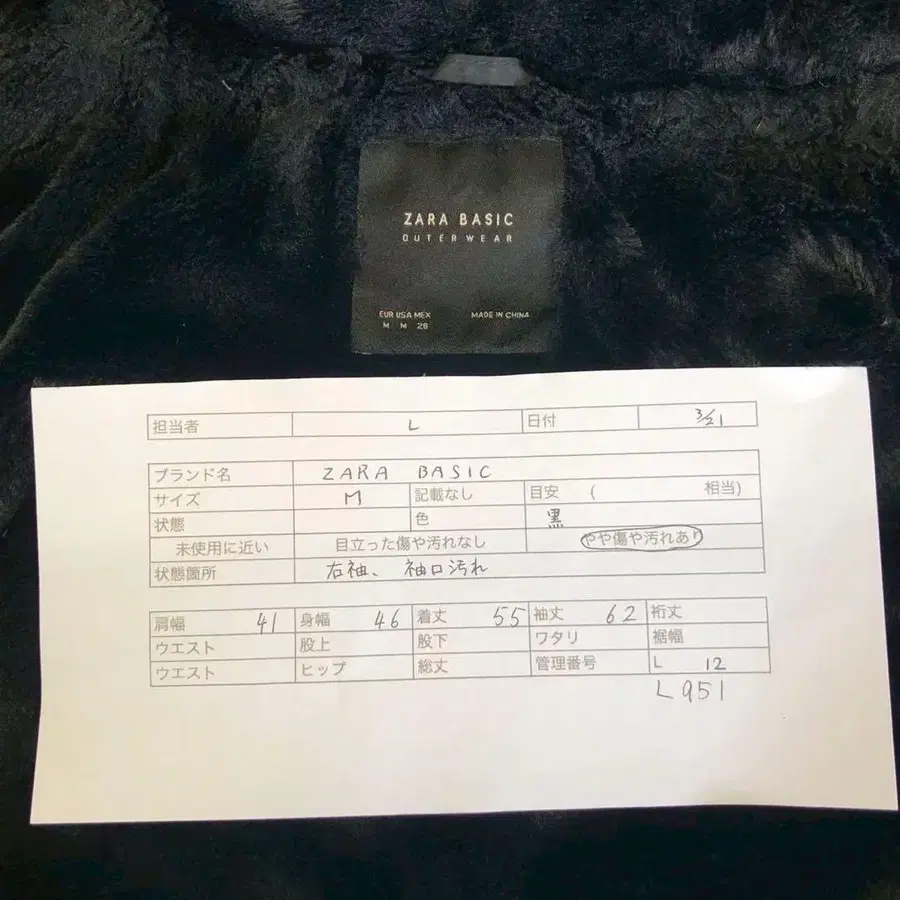 ZARA BASIC
OUTERWEAR
EUR USA MEX MADE IN CHINA
M M 28
担当者 L 日付 3/21
ブランド名 ZARA BASIC
サイズ M 記載なし 目安 ( 相当)
状態 色 黒
未使用に近い 目立った傷や汚れなし やや傷や汚れあり
状態箇所 右袖、袖口汚れ
肩幅 41 身幅 46 着丈 55 袖丈 62 裄丈
ウエスト 股上 股下 ワタリ 裾幅
ウエスト ヒップ 総丈 管理番号 L 12
L951